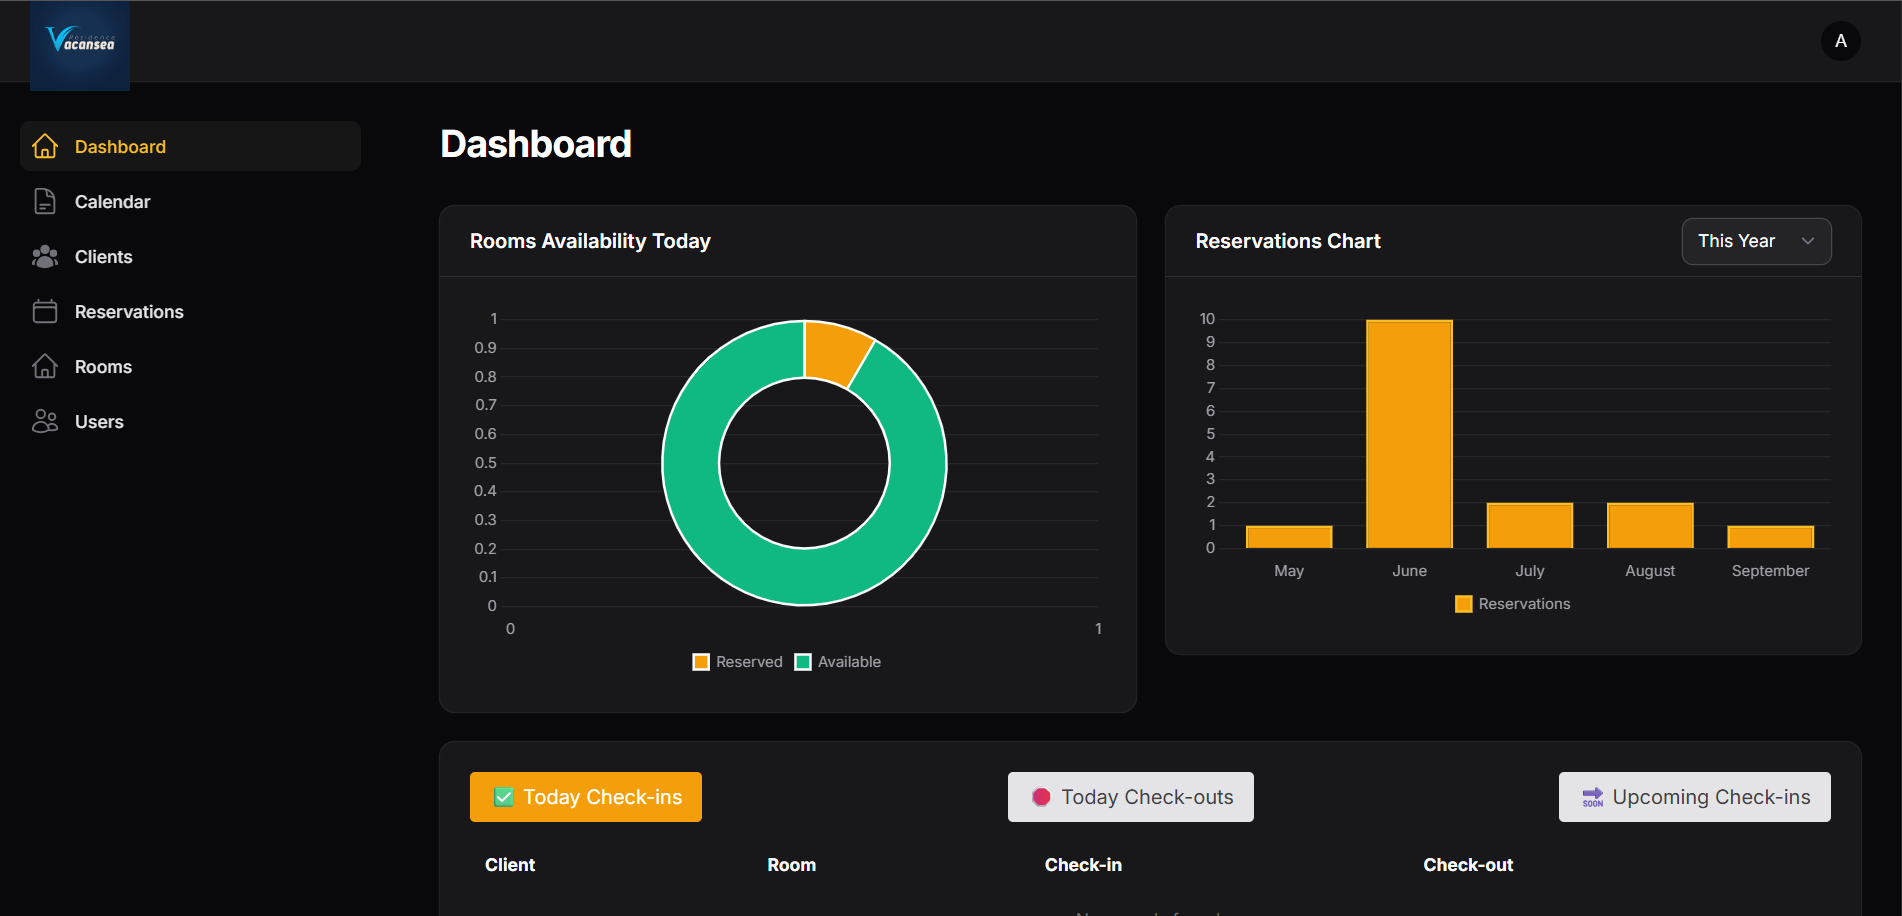 Résidence
Vacansea
A
Dashboard
Calendar
Clients
Reservations
Rooms
Users
Dashboard
Rooms Availability Today
1
0.9
0.8
0.7
0.6
0.5
0.4
0.3
0.2
0.1
0
0 1
Reserved Available
Reservations Chart
This Year
10
9
8
7
6
5
4
3
2
1
0
May June July August September
Reservations
Today Check-ins
Today Check-outs
SOON Upcoming Check-ins
Client Room Check-in Check-out